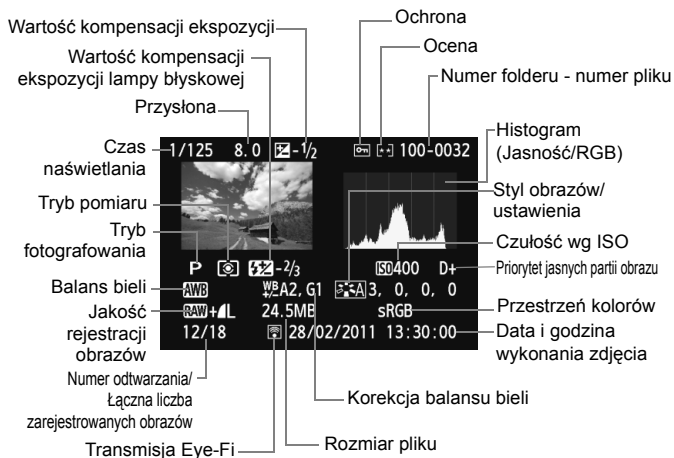 Wartość kompensacji ekspozycji
Wartość kompensacji
ekspozycji lampy błyskowej
Przysłona
Czas
naświetlania
Tryb pomiaru
Tryb
fotografowania
Balans bieli
Jakość
rejestracji
obrazów
Numer odtwarzania/
Łączna liczba
zarejestrowanych obrazów
Transmisja Eye-Fi
Ochrona
Ocena
Numer folderu - numer pliku
Histogram
(Jasność/RGB)
Styl obrazów/
ustawienia
Czułość wg ISO
Priorytet jasnych partii obrazu
Przestrzeń kolorów
Data i godzina
wykonania zdjęcia
Korekcja balansu bieli
Rozmiar pliku
1/125 8.0 -1/2 100-0032
P -2/3 ISO400 D+
AWB WB A2, G1 A 3, 0, 0, 0
RAW+L 24.5MB sRGB
12/18 28/02/2011 13:30:00